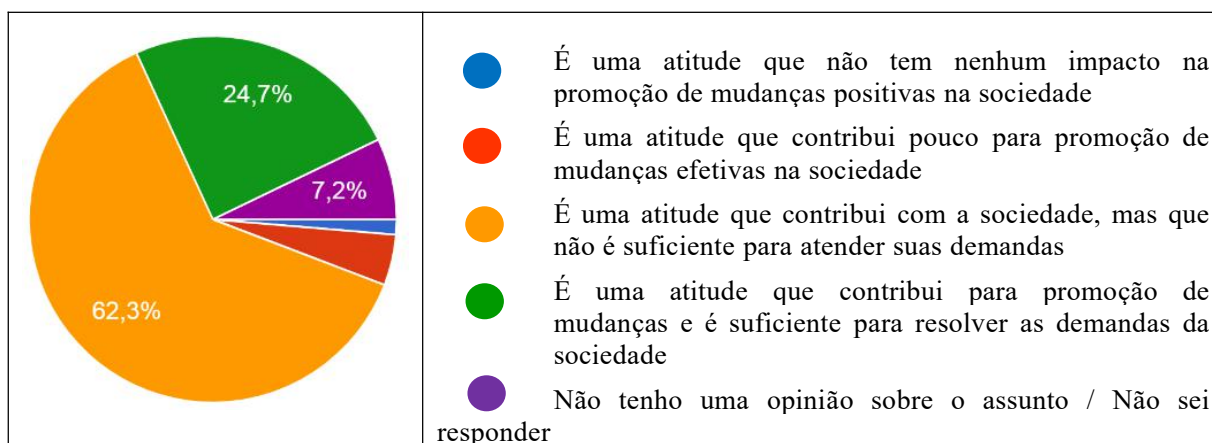 24,7%
7,2%
62,3%
É uma atitude que não tem nenhum impacto na
promoção de mudanças positivas na sociedade
É uma atitude que contribui pouco para promoção de
mudanças efetivas na sociedade
É uma atitude que contribui com a sociedade, mas que
não é suficiente para atender suas demandas
É uma atitude que contribui para promoção de
mudanças e é suficiente para resolver as demandas da
sociedade
Não tenho uma opinião sobre o assunto / Não sei
responder